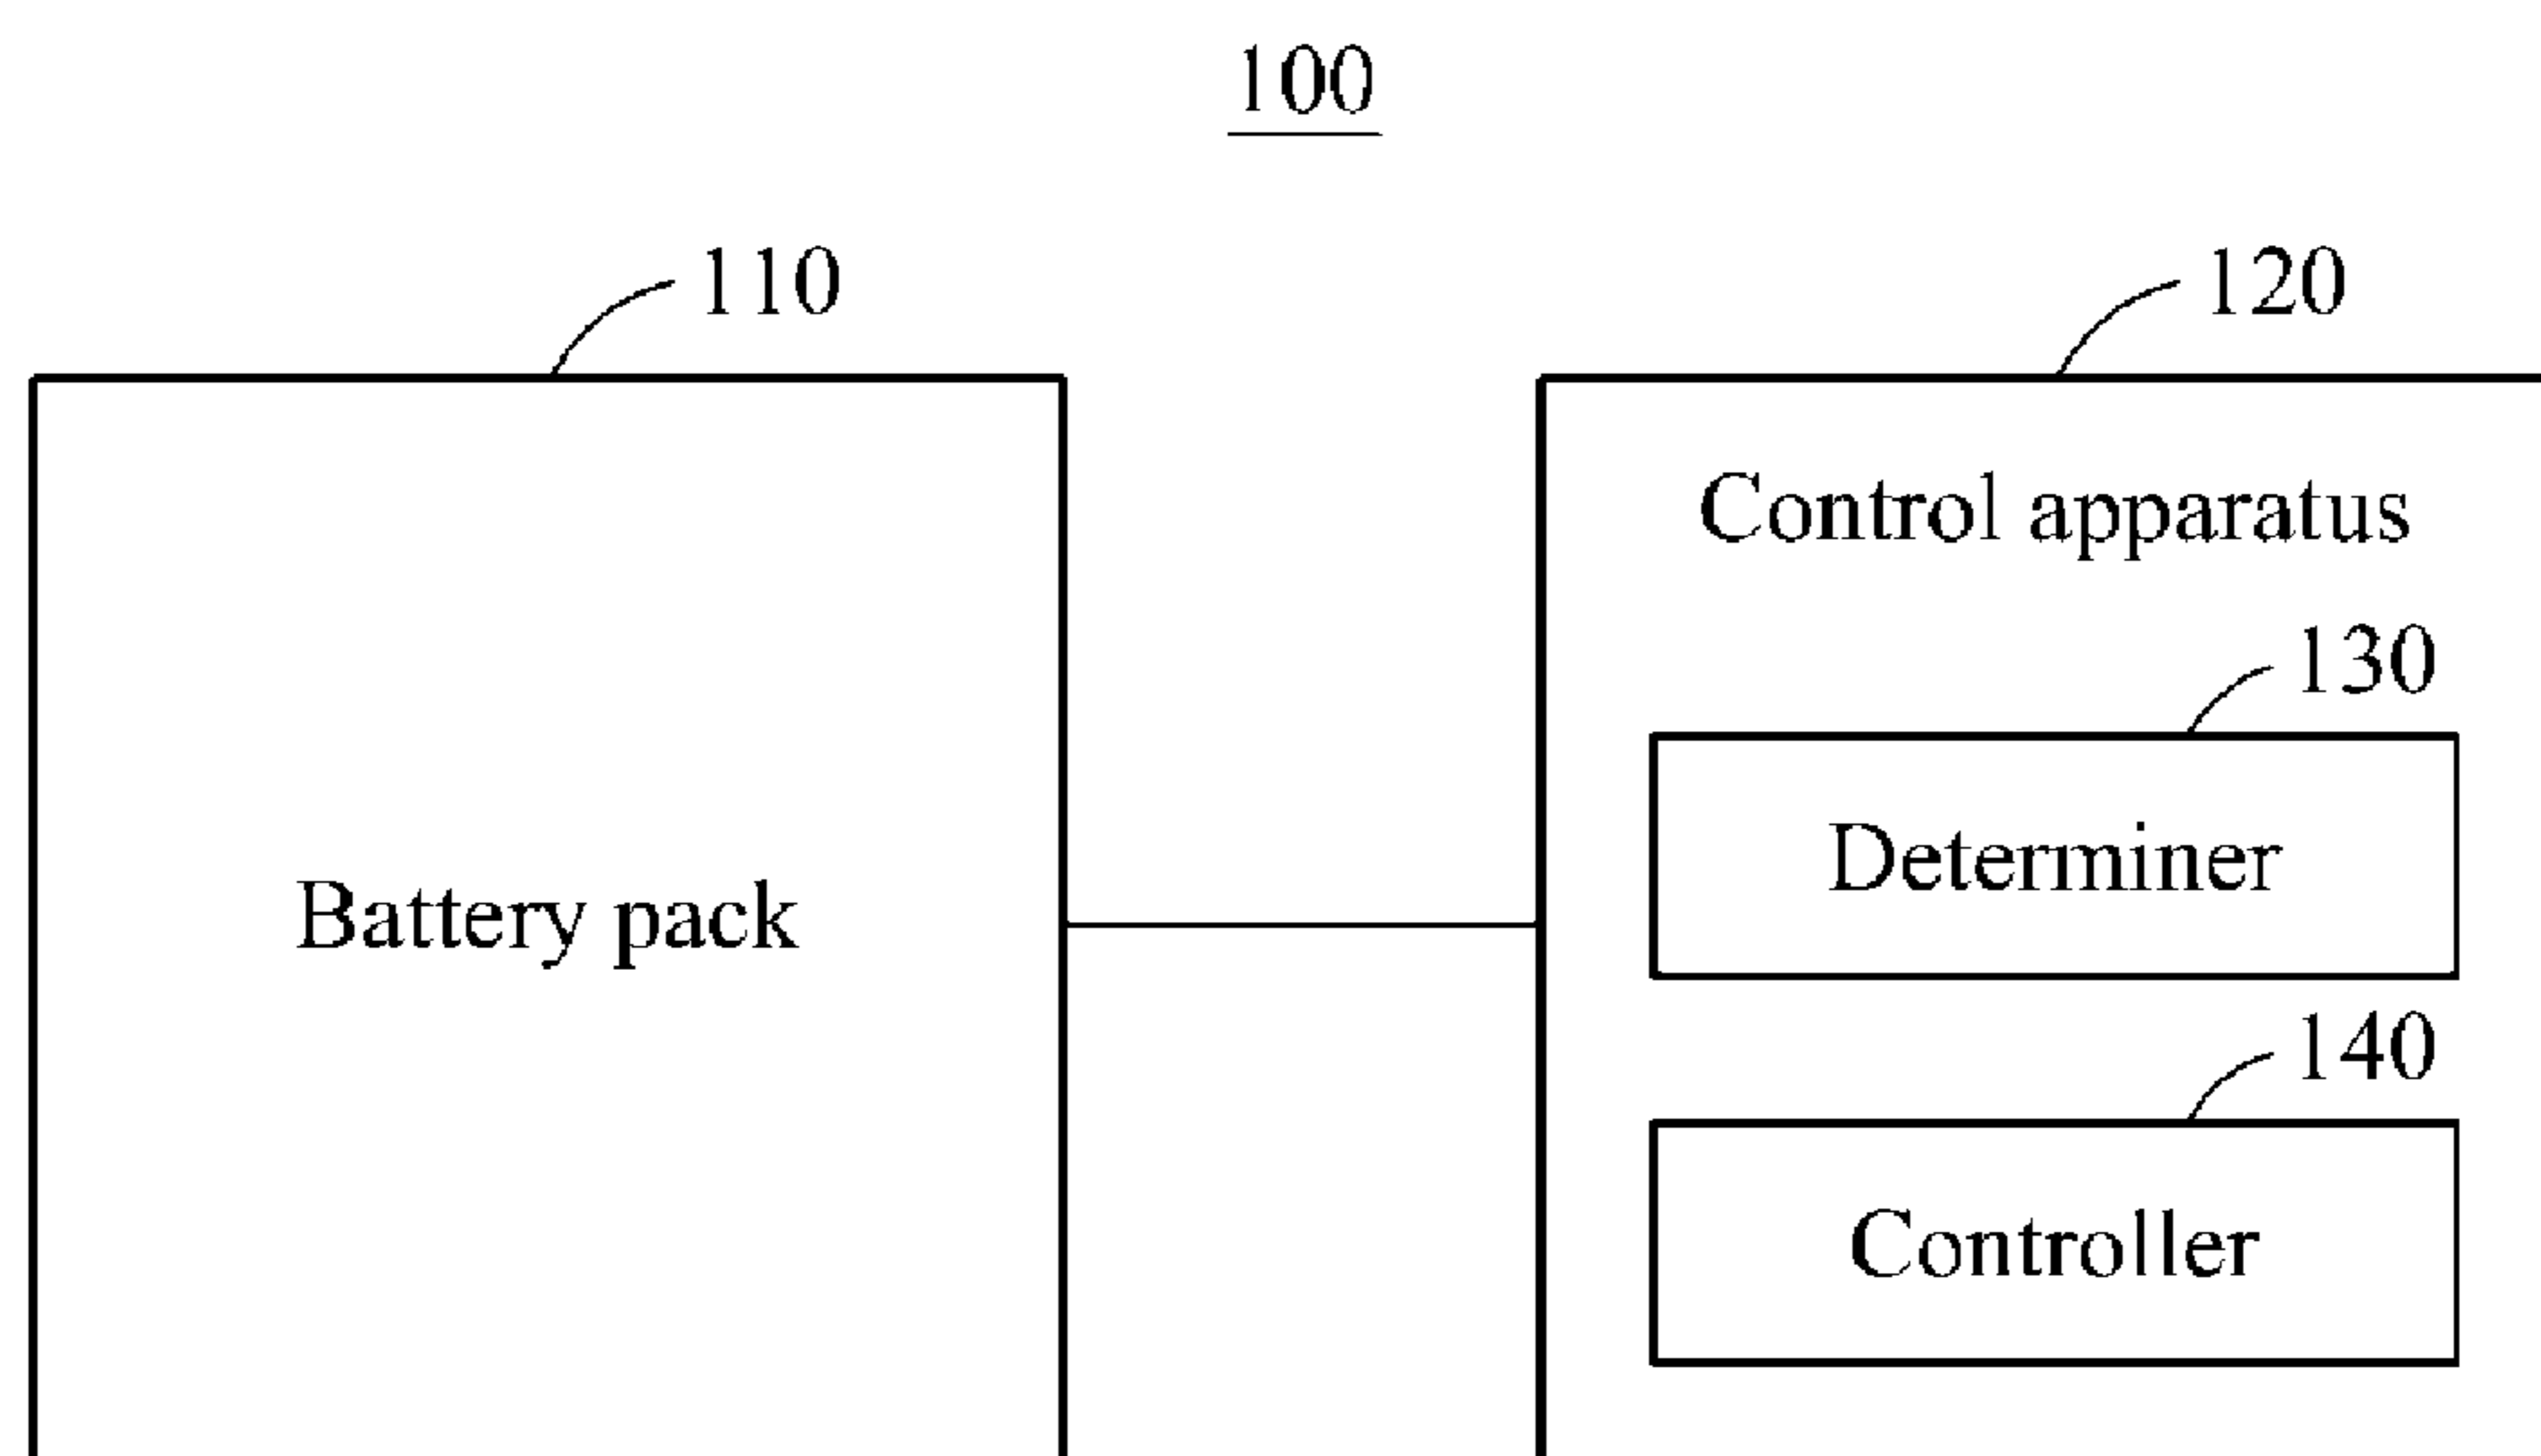 100
110
120
Control apparatus
130
Determiner
Battery pack
140
Controller